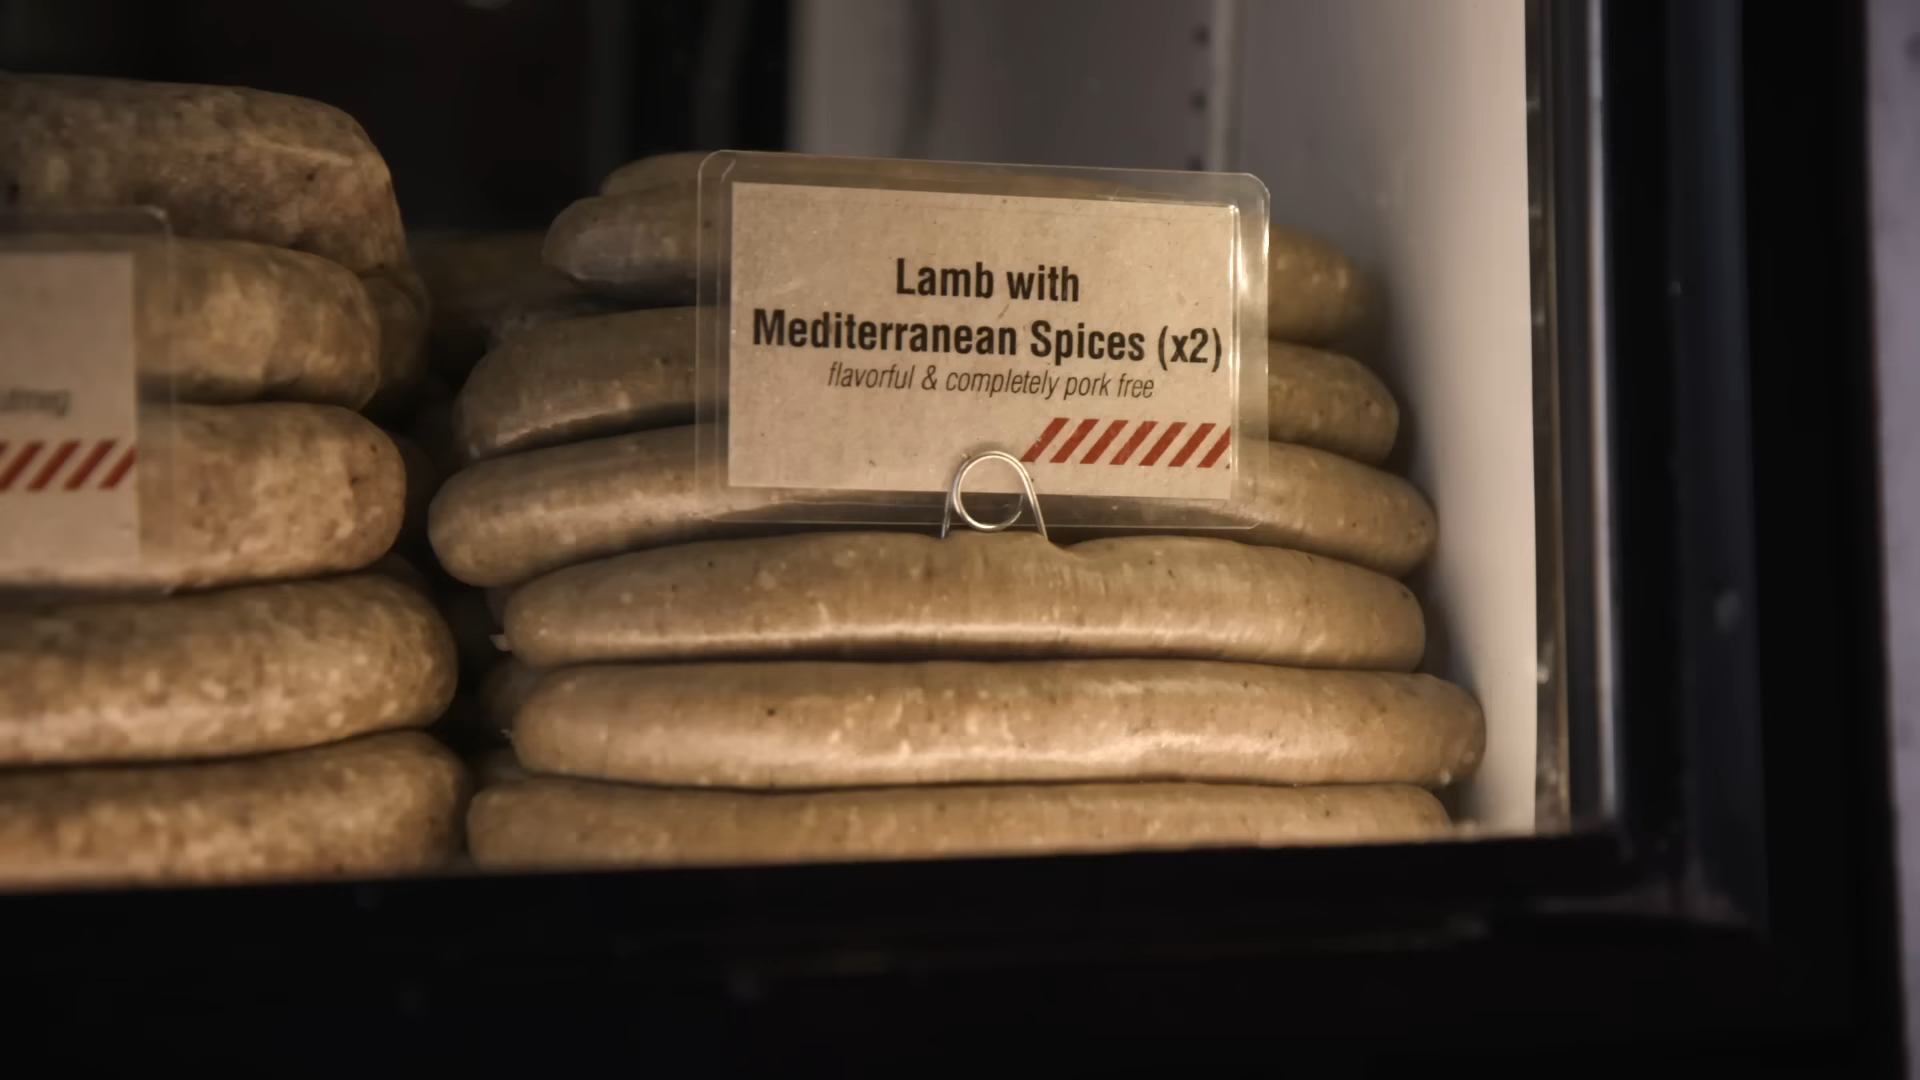 Lamb with
Mediterranean Spices (x2)
flavorful & completely pork free